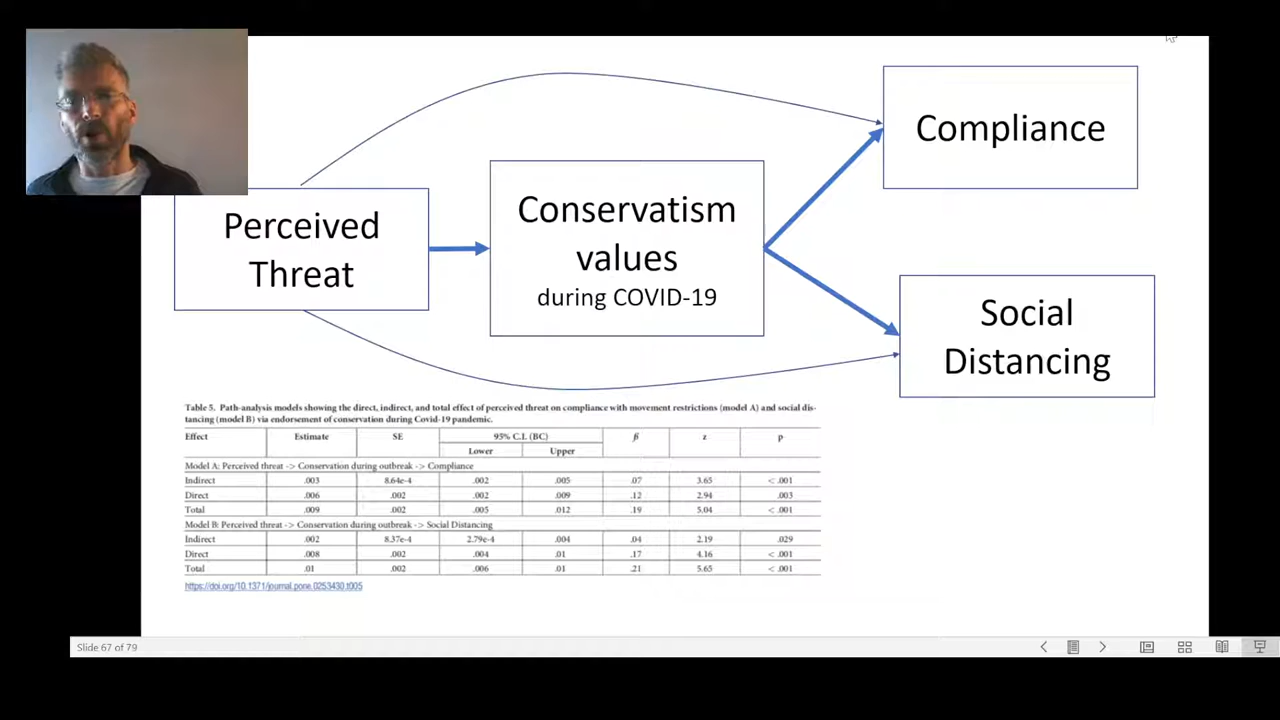 Compliance
Perceived
Threat
Conservatism
values
during COVID-19
Social
Distancing
Table 5. Path-analysis models showing the direct, indirect, and total effect of perceived threat on compliance with movement restrictions (model A) and social dis-
tancing (model B) via endorsement of conservation during Covid-19 pandemic.
Effect Estimate SE 95% C.I. (BC) β z p
Lower Upper
Model A: Perceived threat -> Conservation during outbreak -> Compliance
Indirect .003 8.64e-4 .002 .005 .07 3.65 < .001
Direct .006 .002 .002 .009 .12 2.94 .003
Total .009 .002 .005 .012 .19 5.04 < .001
Model B: Perceived threat -> Conservation during outbreak -> Social Distancing
Indirect .002 8.37e-4 2.79e-4 .004 .04 2.19 .029
Direct .008 .002 .004 .01 .17 4.16 < .001
Total .01 .002 .006 .01 .21 5.65 < .001
https://doi.org/10.1371/journal.pone.0253430.t005
Slide 67 of 79